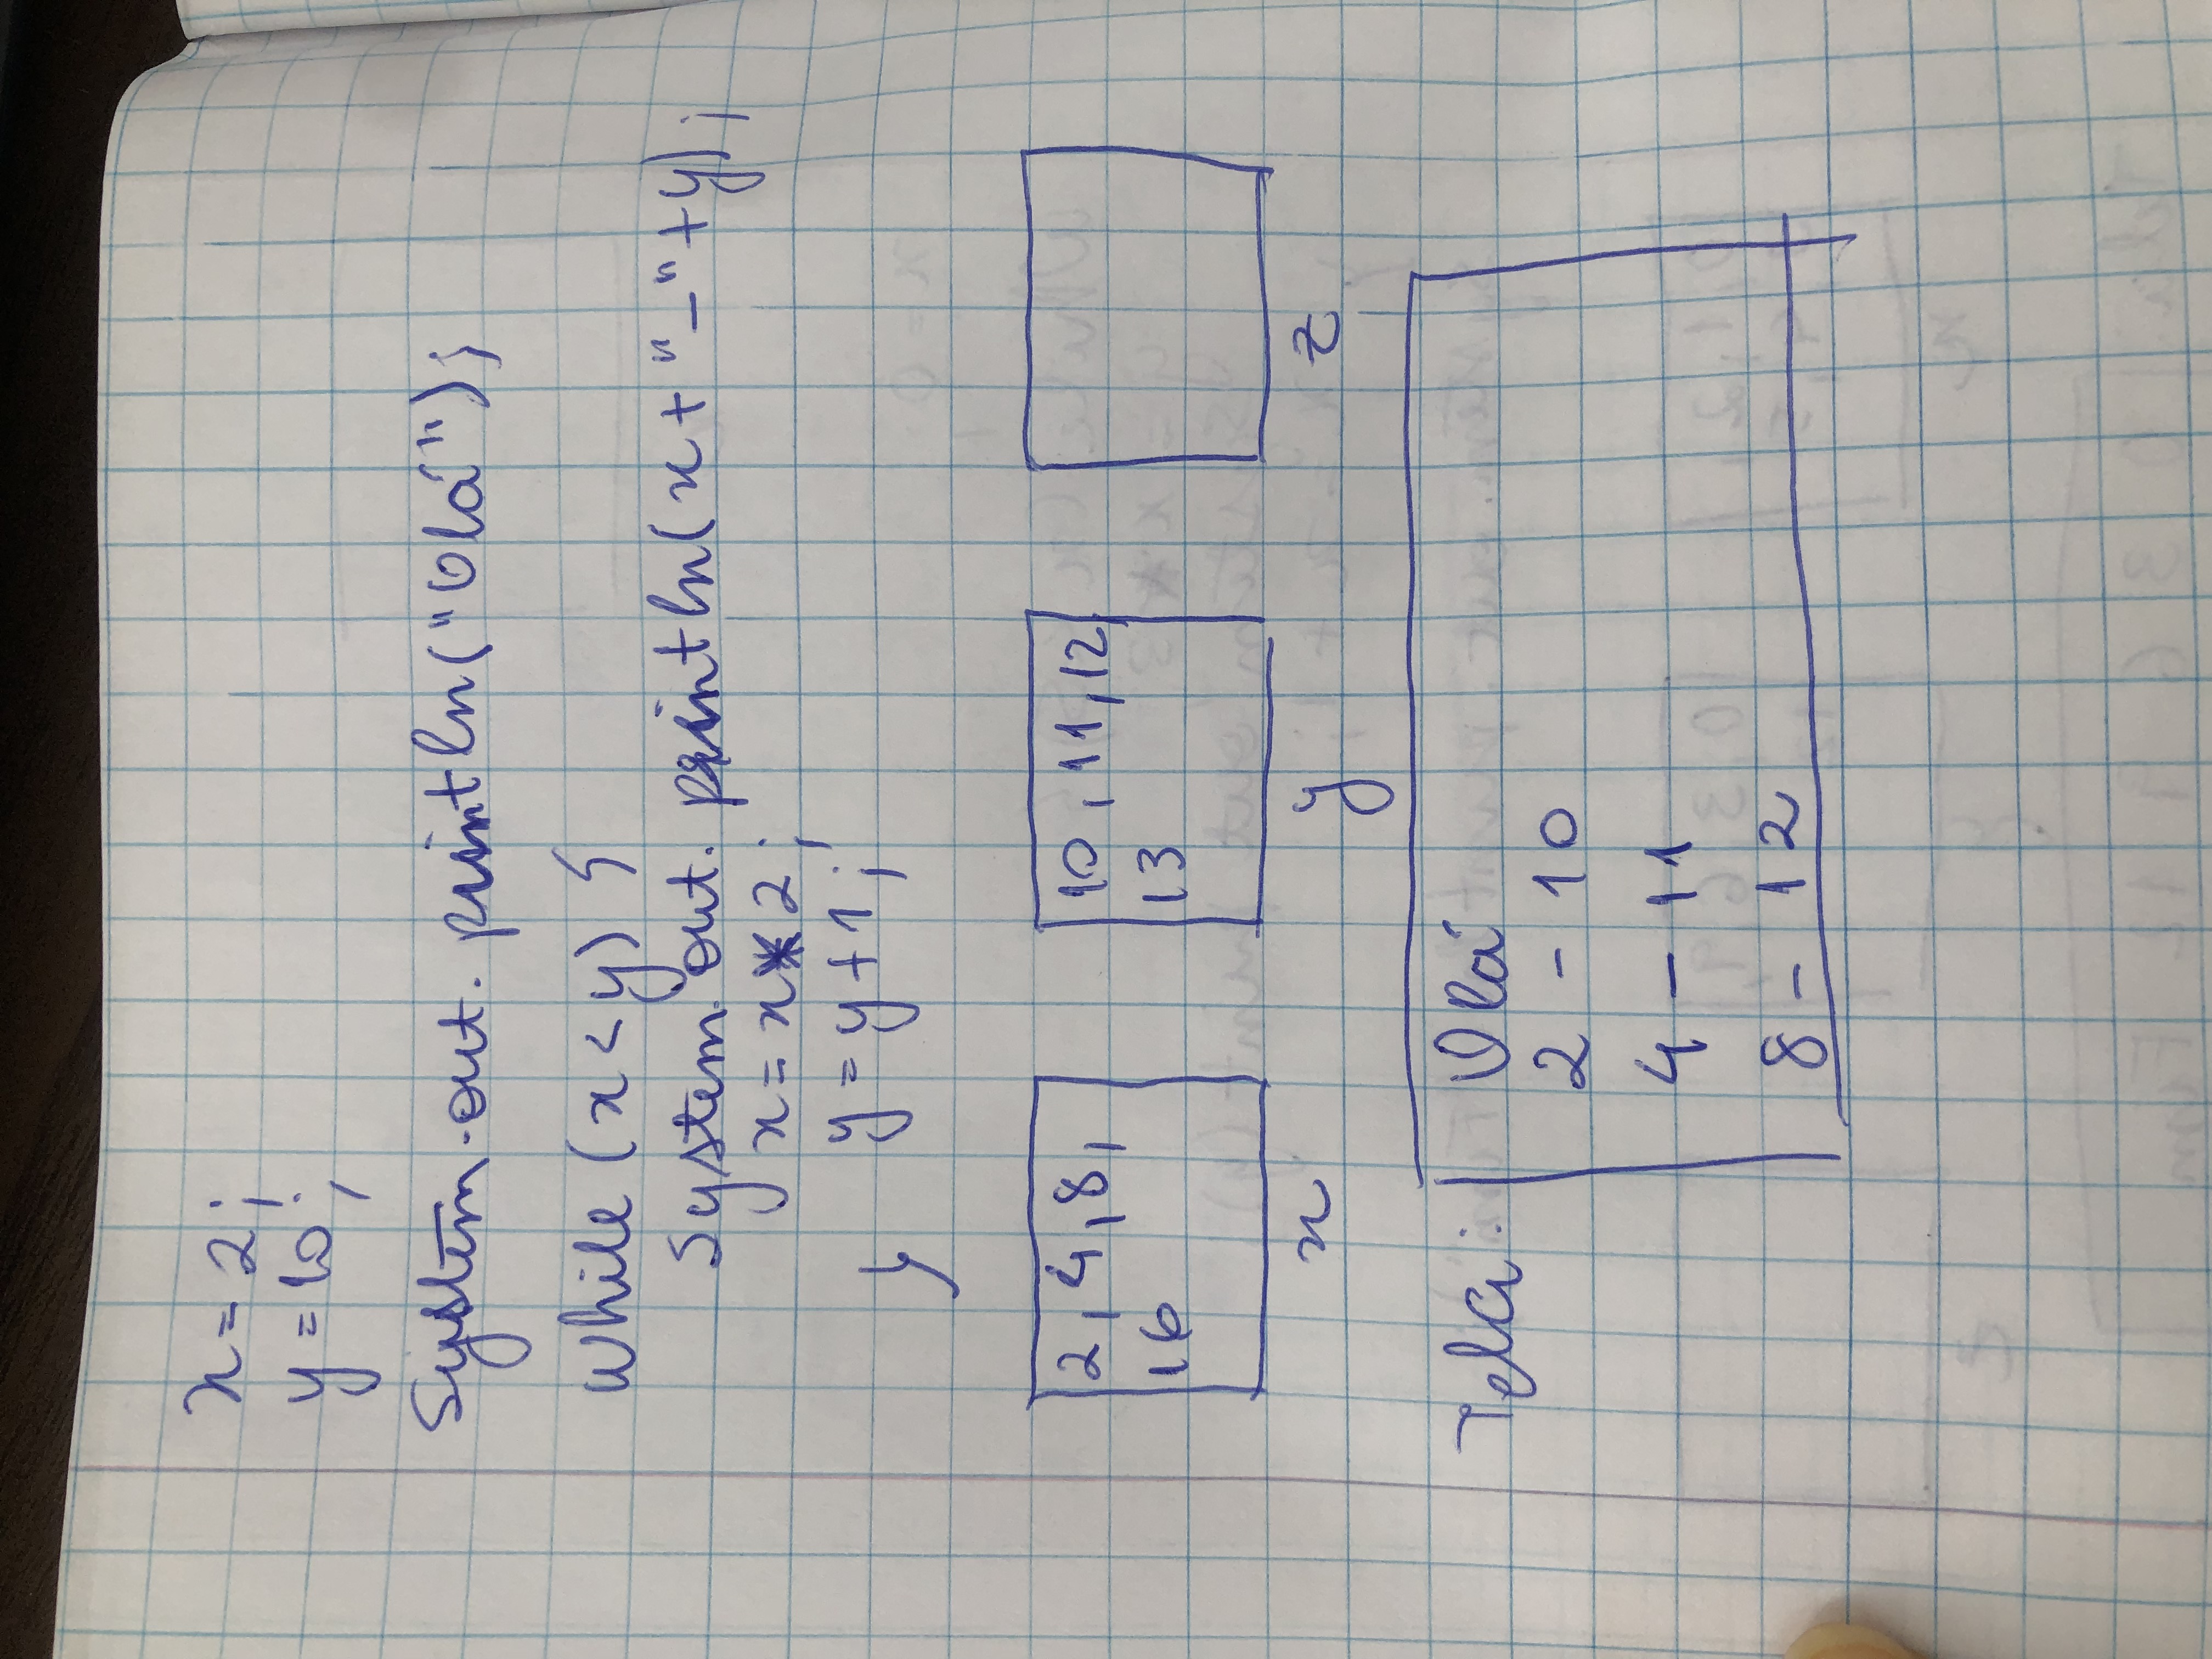 x = 2;
y = 10;
System.out.println("Olá");
While (x < y) {
System.out.println(x + "-" + y);
x = x * 2;
y = y + 1;
}
2, 4, 8,
16
10, 11, 12,
13
x
y
z
Tela:
Olá
2 - 10
4 - 11
8 - 12